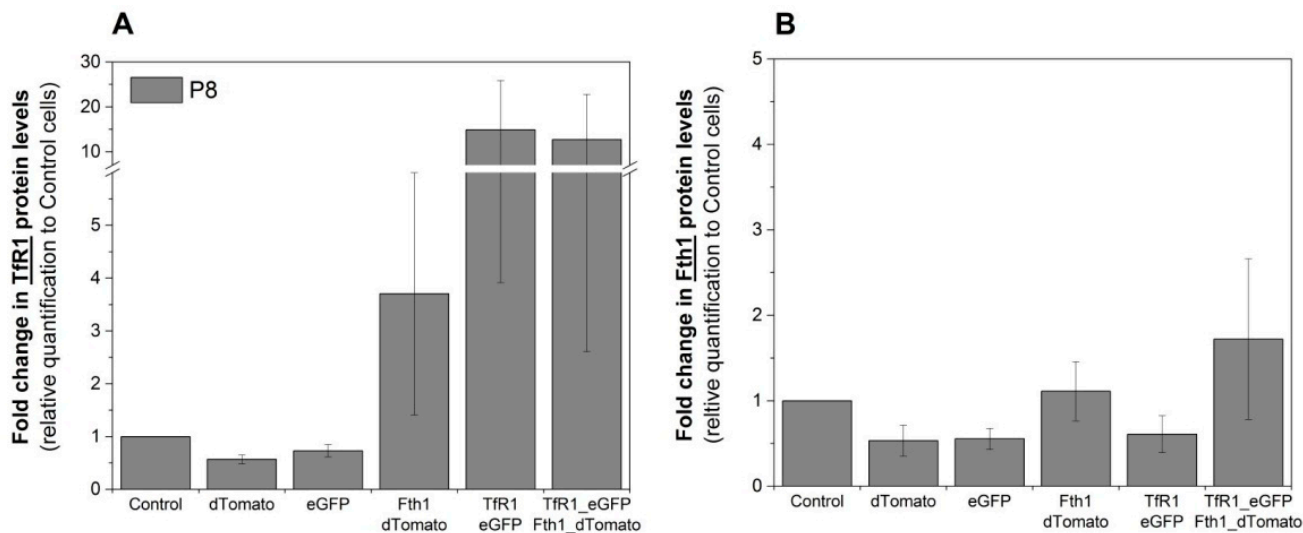 A
Fold change in TfR1 protein levels
(relative quantification to Control cells)
30
20
10
5
4
3
2
1
0
P8
Control
dTomato
eGFP
Fth1
dTomato
TfR1
eGFP
TfR1_eGFP
Fth1_dTomato
B
Fold change in Fth1 protein levels
(reltive quantification to Control cells)
5
4
3
2
1
0
Control
dTomato
eGFP
Fth1
dTomato
TfR1
eGFP
TfR1_eGFP
Fth1_dTomato